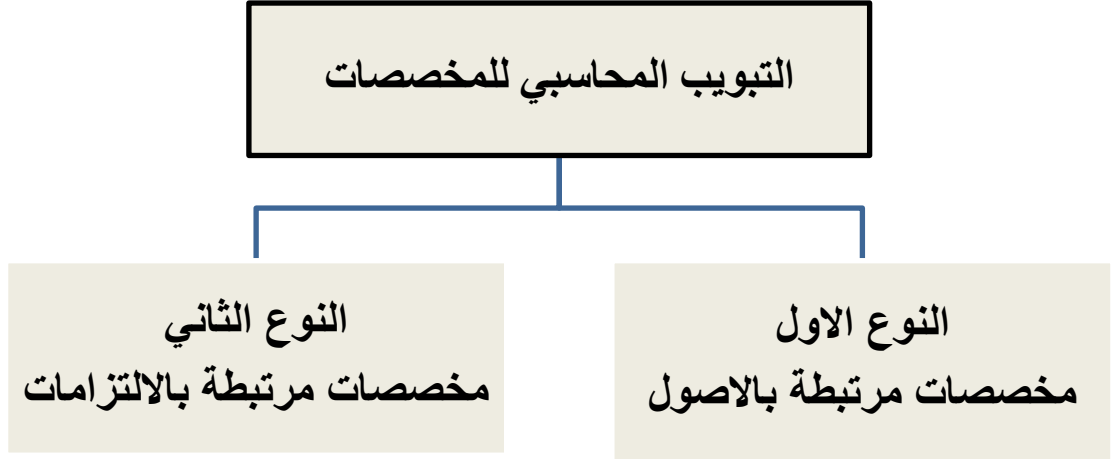 التبويب المحاسبي للمخصصات
النوع الاول
مخصصات مرتبطة بالاصول
النوع الثاني
مخصصات مرتبطة بالالتزامات